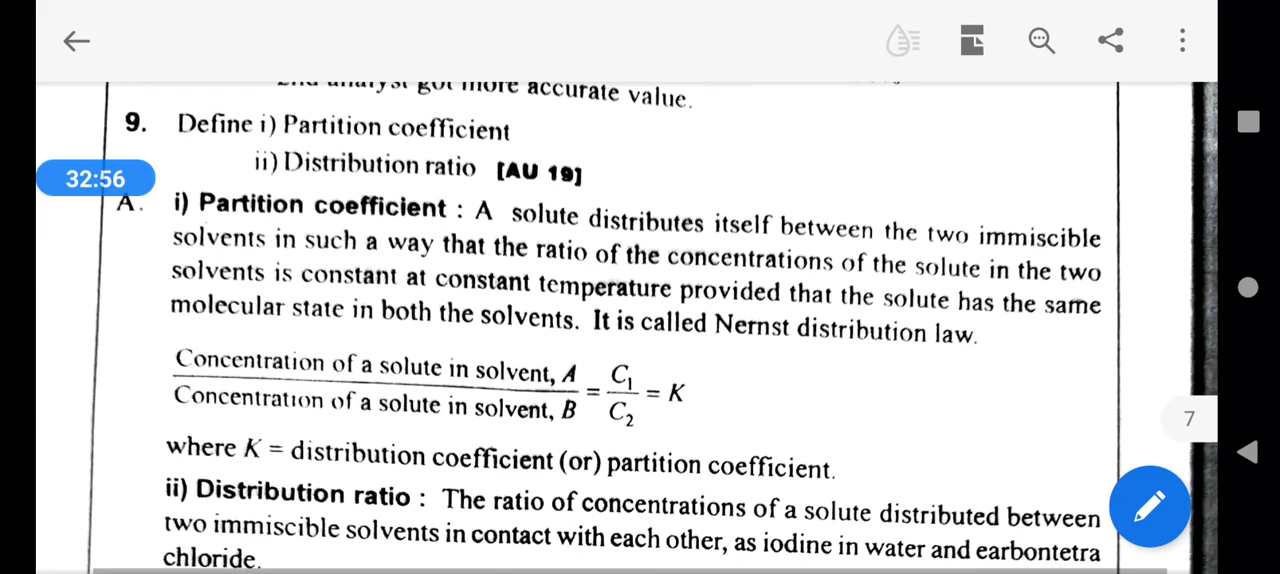 2nd analyst got more accurate value.
9. Define i) Partition coefficient
ii) Distribution ratio [AU 19]
32:56
A. i) Partition coefficient : A solute distributes itself between the two immiscible
solvents in such a way that the ratio of the concentrations of the solute in the two
solvents is constant at constant temperature provided that the solute has the same
molecular state in both the solvents. It is called Nernst distribution law.
Concentration of a solute in solvent, A
Concentration of a solute in solvent, B
= C₁ / C₂ = K
7
where K = distribution coefficient (or) partition coefficient.
ii) Distribution ratio : The ratio of concentrations of a solute distributed between
two immiscible solvents in contact with each other, as iodine in water and earbontetra
chloride.